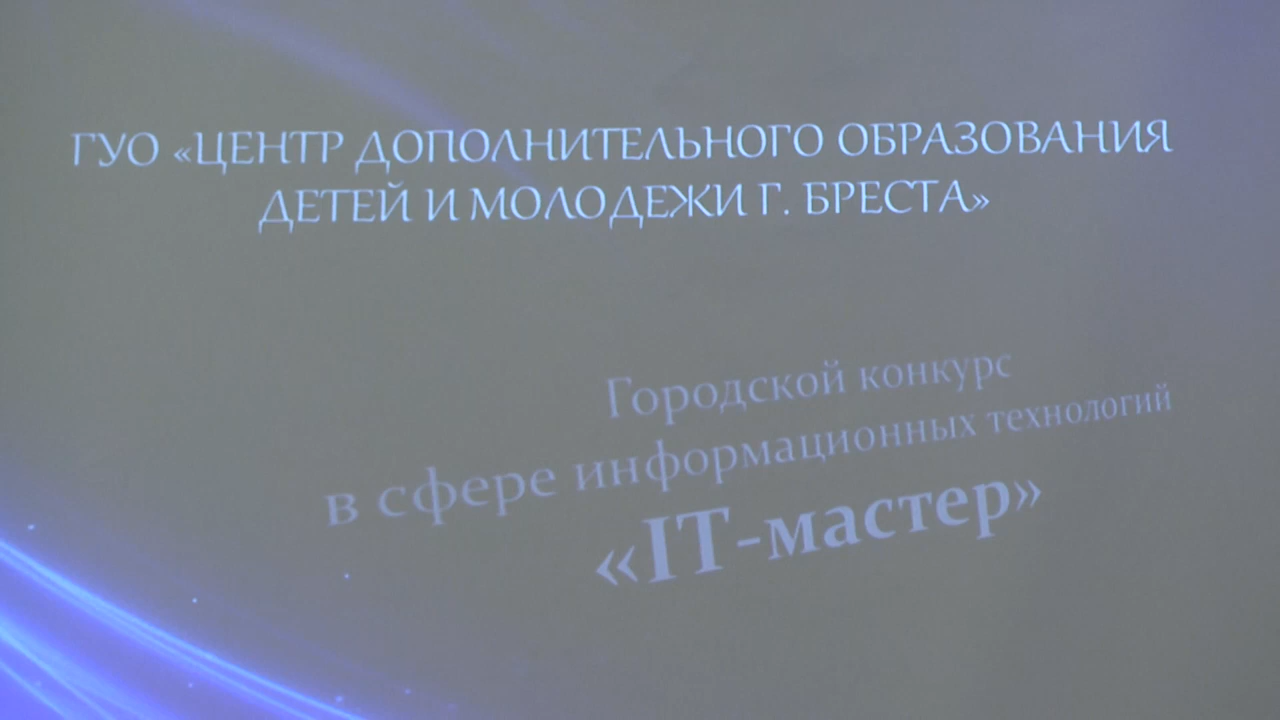 ГУО «ЦЕНТР ДОПОЛНИТЕЛЬНОГО ОБРАЗОВАНИЯ
ДЕТЕЙ И МОЛОДЕЖИ Г. БРЕСТА»
Городской конкурс
в сфере информационных технологий
«IT-мастер»